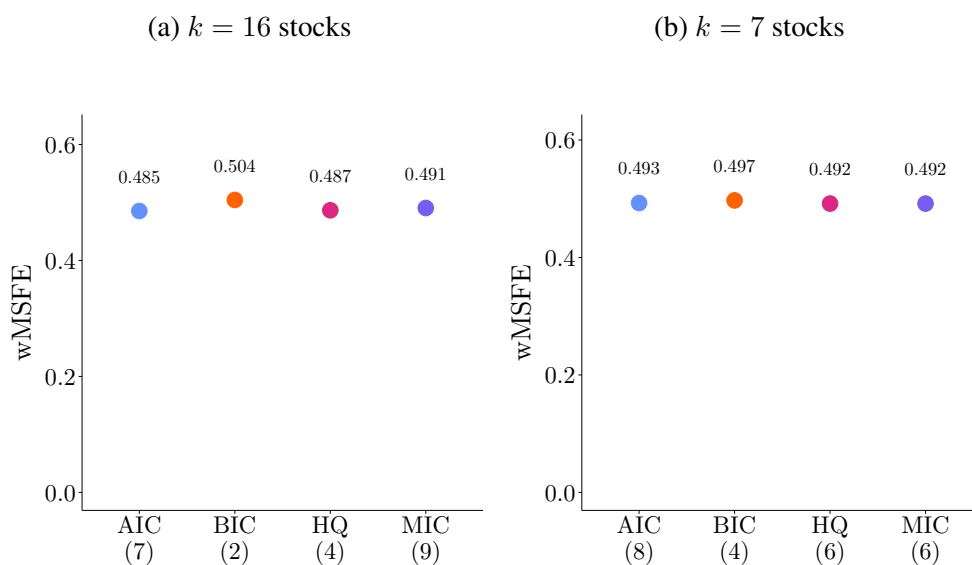 (a) k = 16 stocks
0.6
0.4
0.2
0.0
wMSFE
0.485
0.504
0.487
0.491
AIC BIC HQ MIC
(7) (2) (4) (9)
(b) k = 7 stocks
0.6
0.4
0.2
0.0
wMSFE
0.493
0.497
0.492
0.492
AIC BIC HQ MIC
(8) (4) (6) (6)